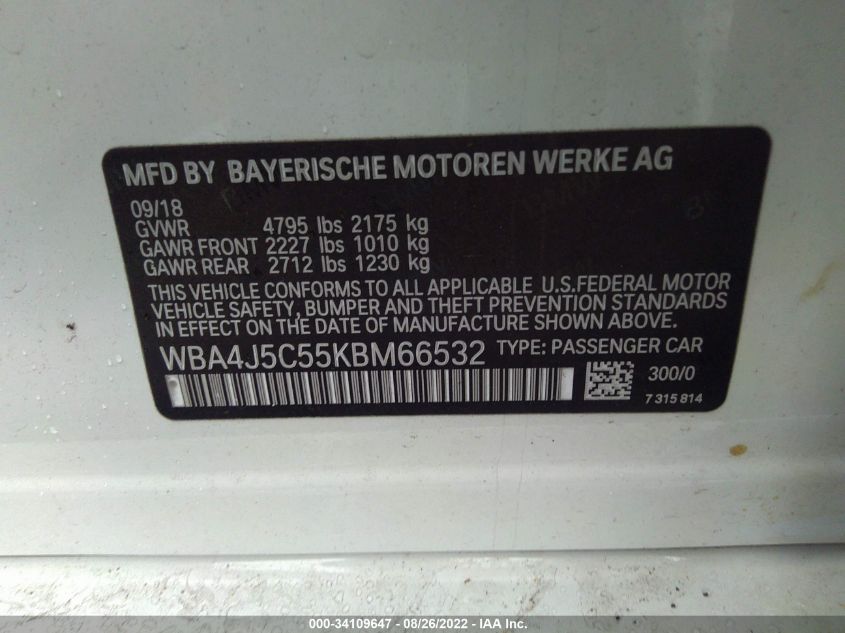 MFD BY BAYERISCHE MOTOREN WERKE AG
09/18
GVWR 4795 lbs 2175 kg
GAWR FRONT 2227 lbs 1010 kg
GAWR REAR 2712 lbs 1230 kg
THIS VEHICLE CONFORMS TO ALL APPLICABLE U.S.FEDERAL MOTOR
VEHICLE SAFETY, BUMPER AND THEFT PREVENTION STANDARDS
IN EFFECT ON THE DATE OF MANUFACTURE SHOWN ABOVE.
WBA4J5C55KBM66532 TYPE: PASSENGER CAR
300/0
7 315 814
000-34109647 - 08/26/2022 - IAA Inc.